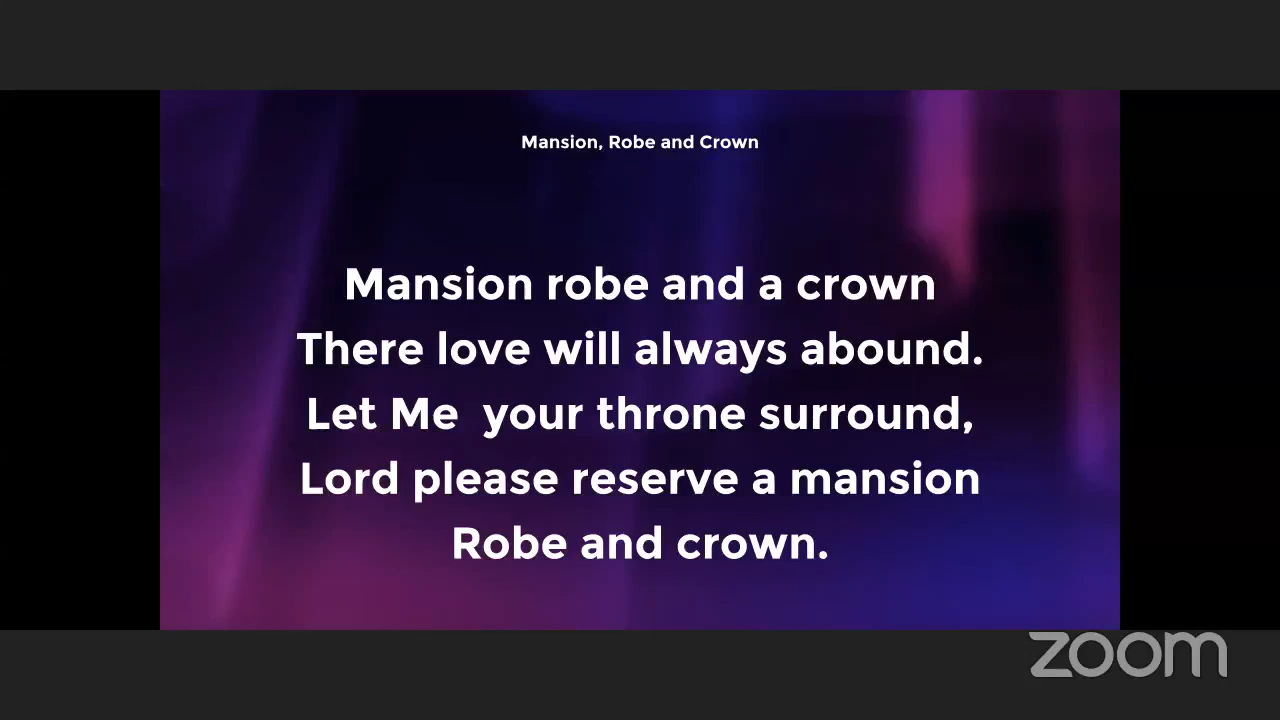 Mansion, Robe and Crown
Mansion robe and a crown
There love will always abound.
Let Me  your throne surround,
Lord please reserve a mansion
Robe and crown.
zoom